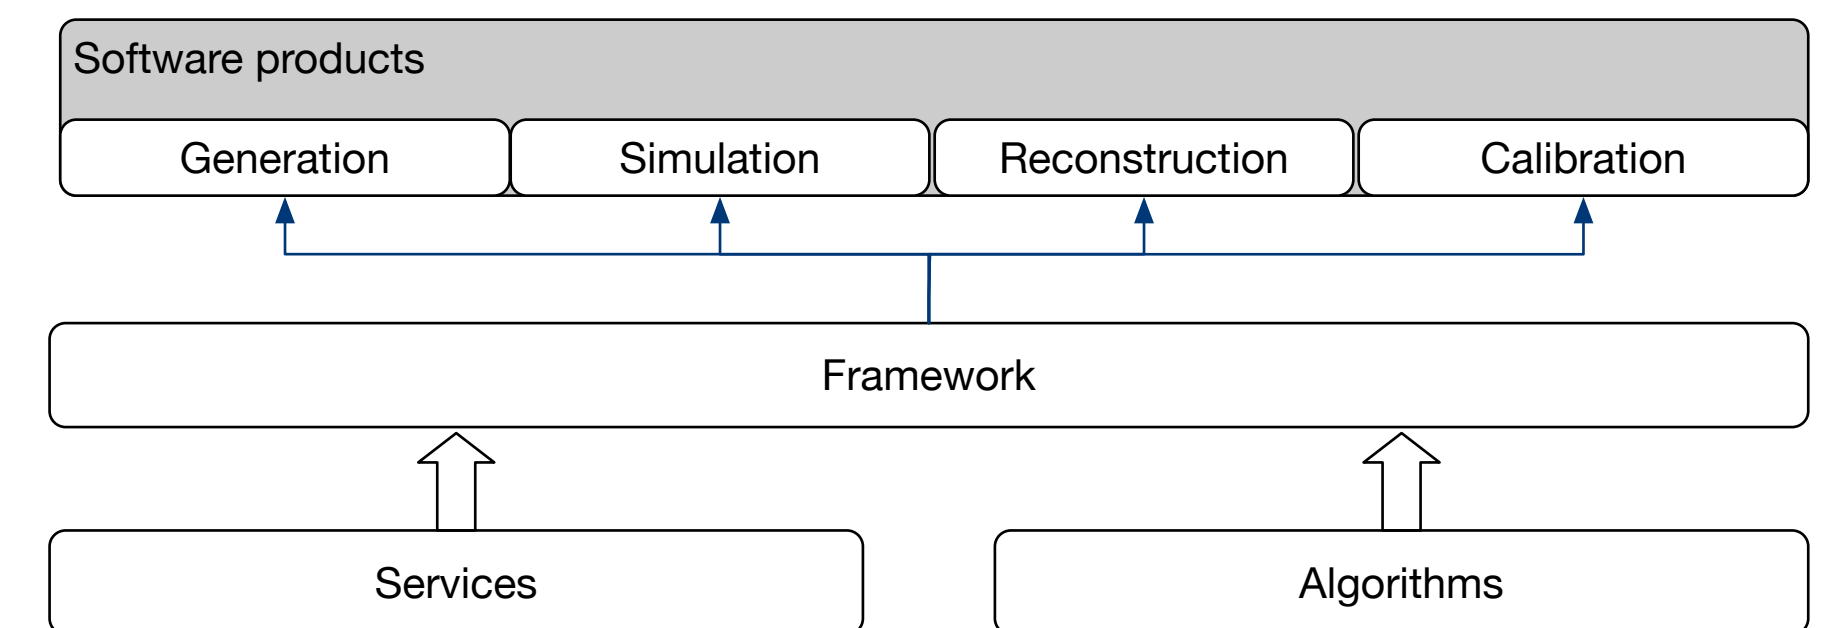 Software products
Generation Simulation Reconstruction Calibration
Framework
Services Algorithms